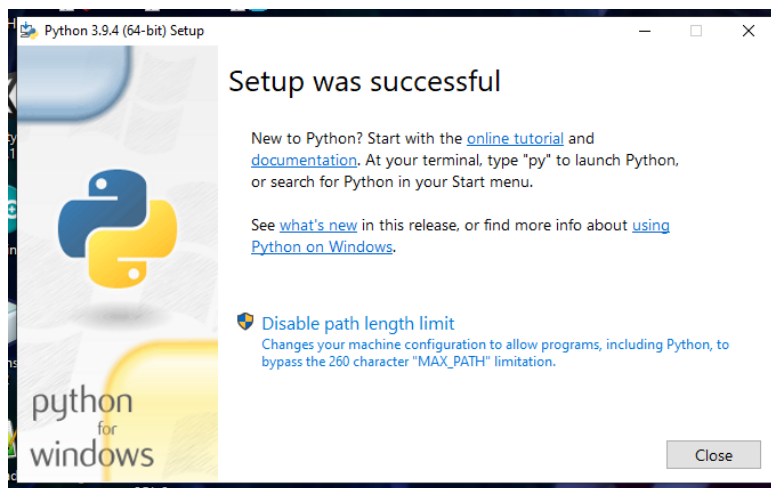 Python 3.9.4 (64-bit) Setup
Setup was successful
New to Python? Start with the online tutorial and
documentation. At your terminal, type "py" to launch Python,
or search for Python in your Start menu.
See what's new in this release, or find more info about using
Python on Windows.
Disable path length limit
Changes your machine configuration to allow programs, including Python, to
bypass the 260 character "MAX_PATH" limitation.
python
for
windows
Close